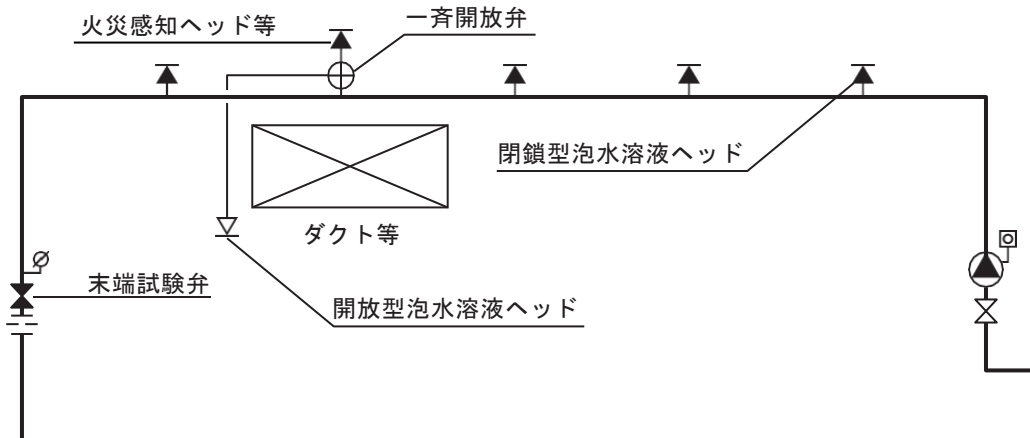 火災感知ヘッド等
一斉開放弁
閉鎖型泡水溶液ヘッド
ダクト等
末端試験弁
開放型泡水溶液ヘッド